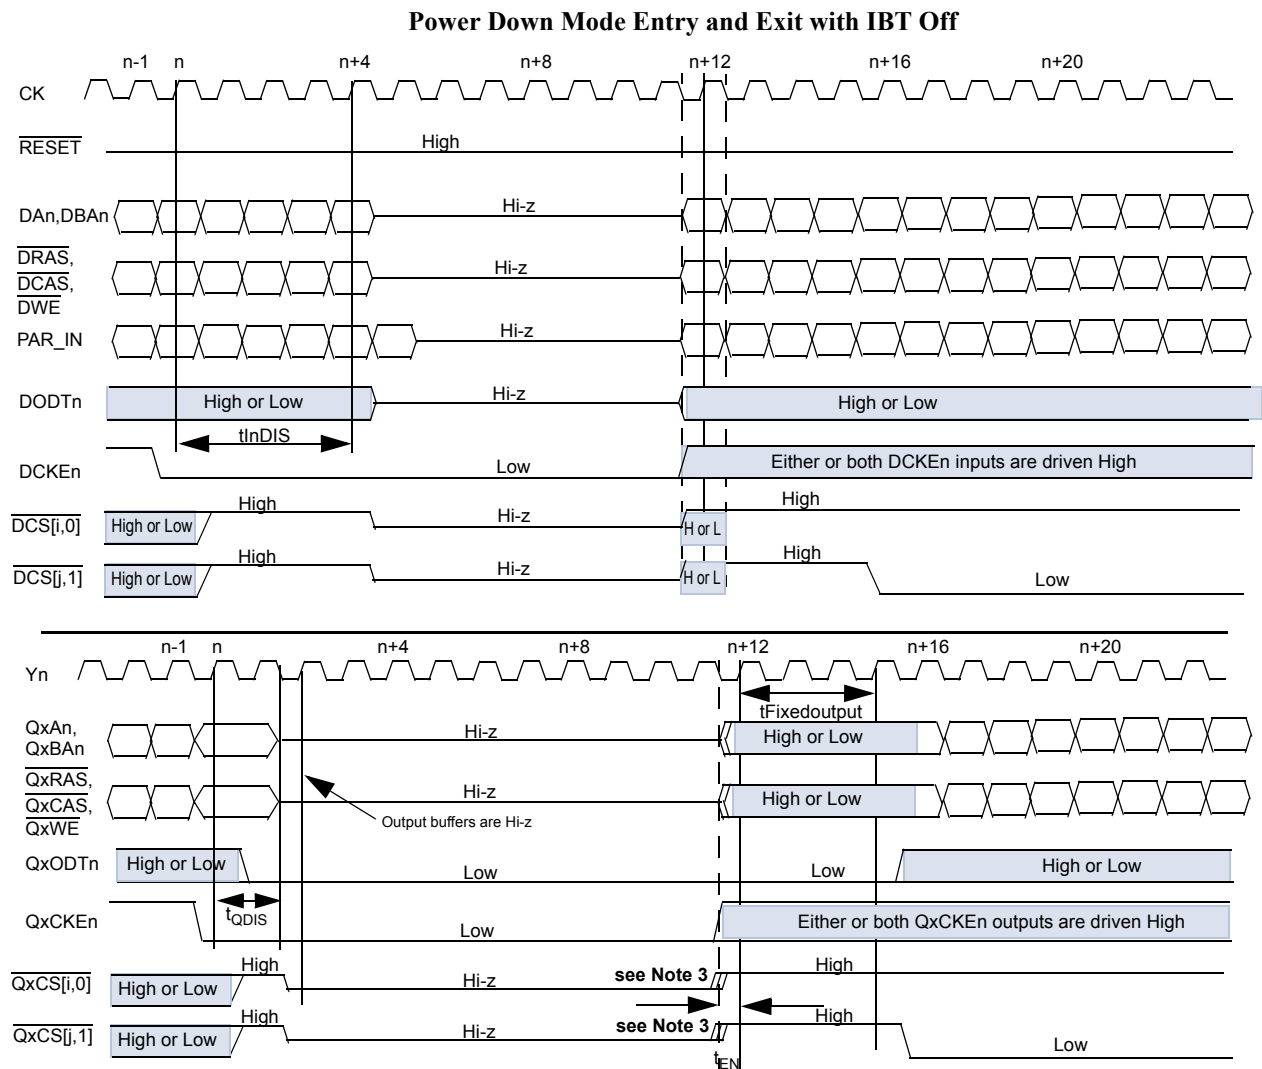 Power Down Mode Entry and Exit with IBT Off
n-1 n n+4 n+8 n+12 n+16 n+20
CK
RESET High
DAn,DBAn Hi-z
DRAS,
DCAS, Hi-z
DWE
PAR_IN Hi-z
DODTn High or Low Hi-z High or Low
tInDIS
DCKEn Low Either or both DCKEn inputs are driven High
DCS[i,0] High or Low High Hi-z H or L High
DCS[j,1] High or Low High Hi-z H or L High Low
n-1 n n+4 n+8 n+12 n+16 n+20
Yn
tFixedoutput
QxAn,
QxBAn Hi-z High or Low
QxRAS,
QxCAS, Hi-z High or Low
QxWE
Output buffers are Hi-z
QxODTn High or Low Low Low High or Low
tQDIS
QxCKEn Low Either or both QxCKEn outputs are driven High
QxCS[i,0] High or Low High Hi-z see Note 3 High
QxCS[j,1] High or Low High Hi-z see Note 3 High Low
tEN